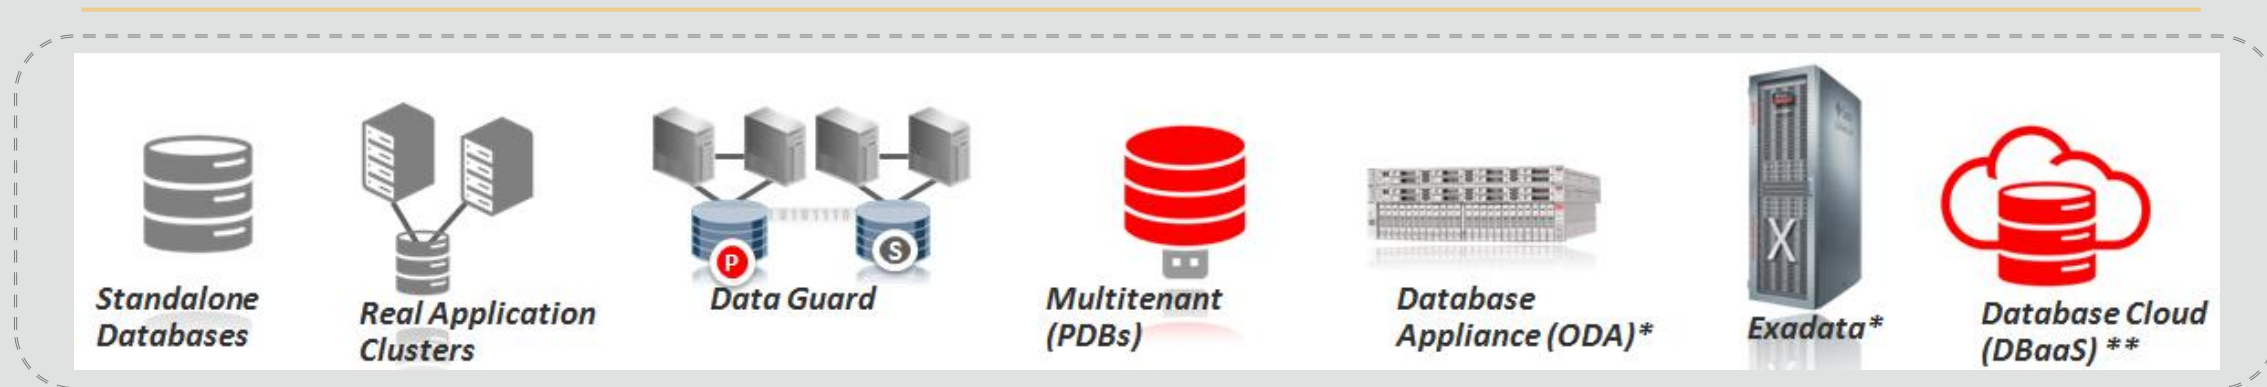 P
S
X
Standalone
Databases
Real Application
Clusters
Data Guard
Multitenant
(PDBs)
Database
Appliance (ODA)*
Exadata*
Database Cloud
(DBaaS) **